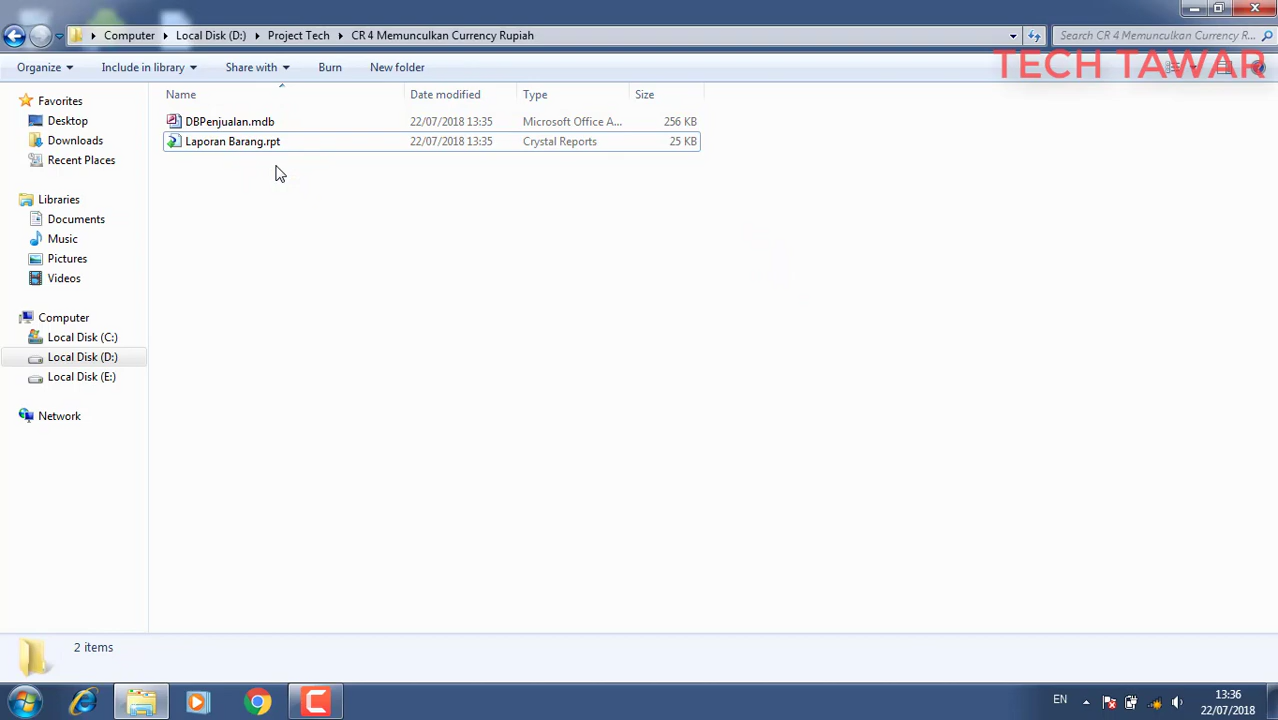 Computer Local Disk (D:) Project Tech CR 4 Memunculkan Currency Rupiah
Search CR 4 Memunculkan Currency R...
Organize Include in library Share with Burn New folder
TECH TAWAR
Name Date modified Type Size
DBPenjualan.mdb 22/07/2018 13:35 Microsoft Office A... 256 KB
Laporan Barang.rpt 22/07/2018 13:35 Crystal Reports 25 KB
Favorites
Desktop
Downloads
Recent Places
Libraries
Documents
Music
Pictures
Videos
Computer
Local Disk (C:)
Local Disk (D:)
Local Disk (E:)
Network
2 items
EN
13:36
22/07/2018